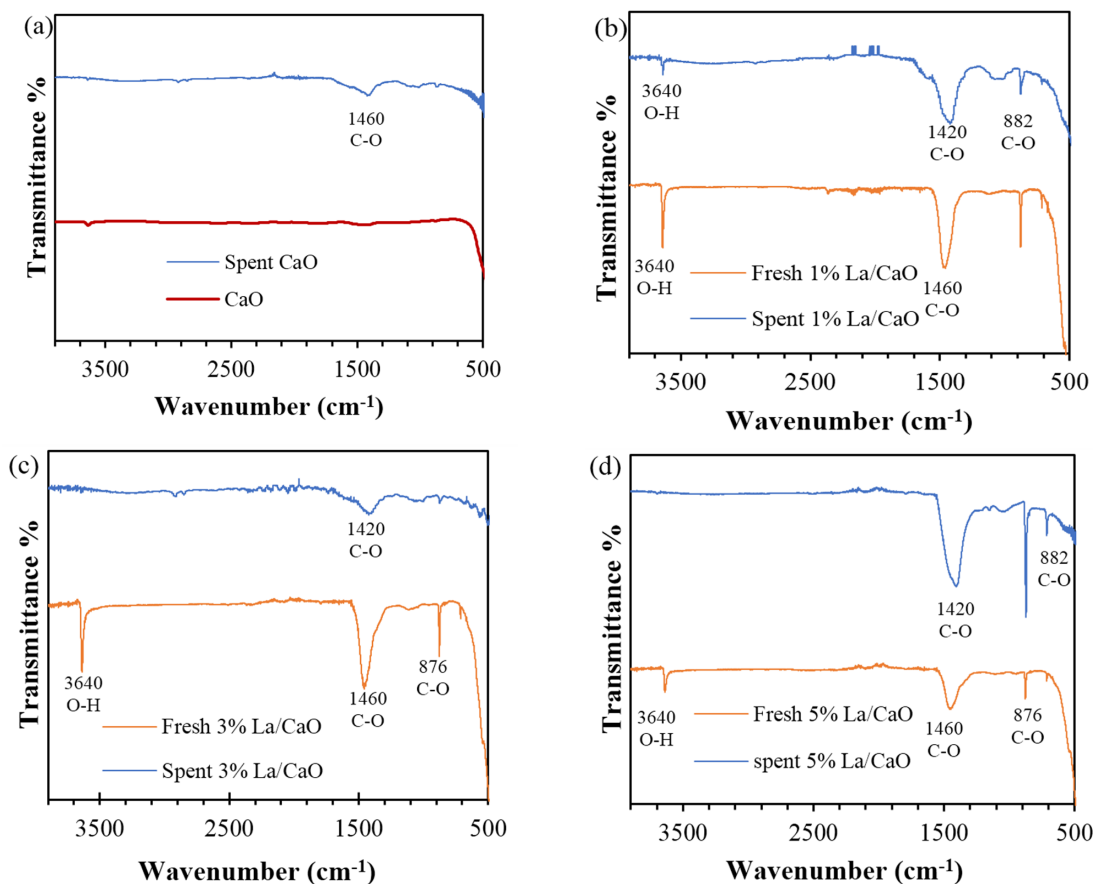 (a)
Transmittance %
1460
C-O
Spent CaO
CaO
3500
2500
1500
500
Wavenumber (cm-1)
(b)
Transmittance %
3640
O-H
1420
C-O
882
C-O
3640
O-H
1460
C-O
Fresh 1% La/CaO
Spent 1% La/CaO
3500
2500
1500
500
Wavenumber (cm-1)
(c)
Transmittance %
1420
C-O
3640
O-H
1460
C-O
876
C-O
Fresh 3% La/CaO
Spent 3% La/CaO
3500
2500
1500
500
Wavenumber (cm-1)
(d)
Transmittance %
1420
C-O
882
C-O
3640
O-H
1460
C-O
876
C-O
Fresh 5% La/CaO
spent 5% La/CaO
3500
2500
1500
500
Wavenumber (cm-1)